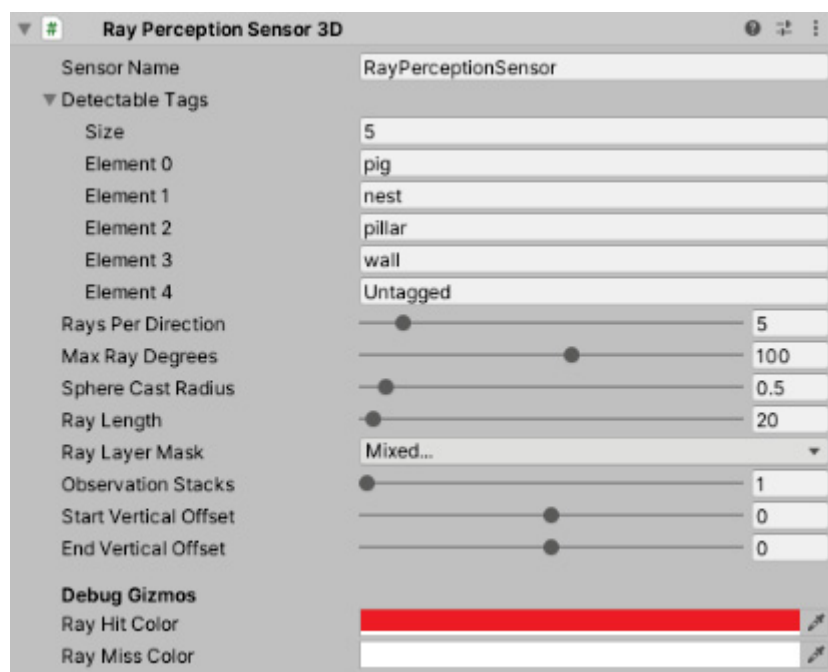 Ray Perception Sensor 3D
Sensor Name RayPerceptionSensor
Detectable Tags
Size 5
Element 0 pig
Element 1 nest
Element 2 pillar
Element 3 wall
Element 4 Untagged
Rays Per Direction 5
Max Ray Degrees 100
Sphere Cast Radius 0.5
Ray Length 20
Ray Layer Mask Mixed...
Observation Stacks 1
Start Vertical Offset 0
End Vertical Offset 0
Debug Gizmos
Ray Hit Color
Ray Miss Color